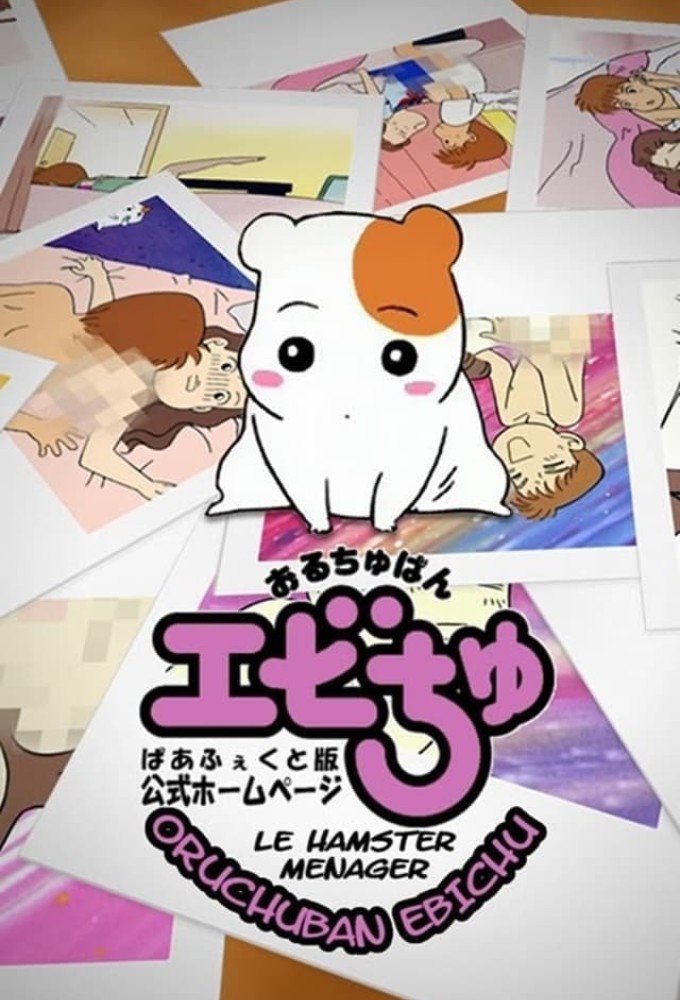 おるちゅばん
エビちゅ
ぱあふぇくと版
公式ホームページ
LE HAMSTER
MENAGER
ORUCHUBAN EBICHU